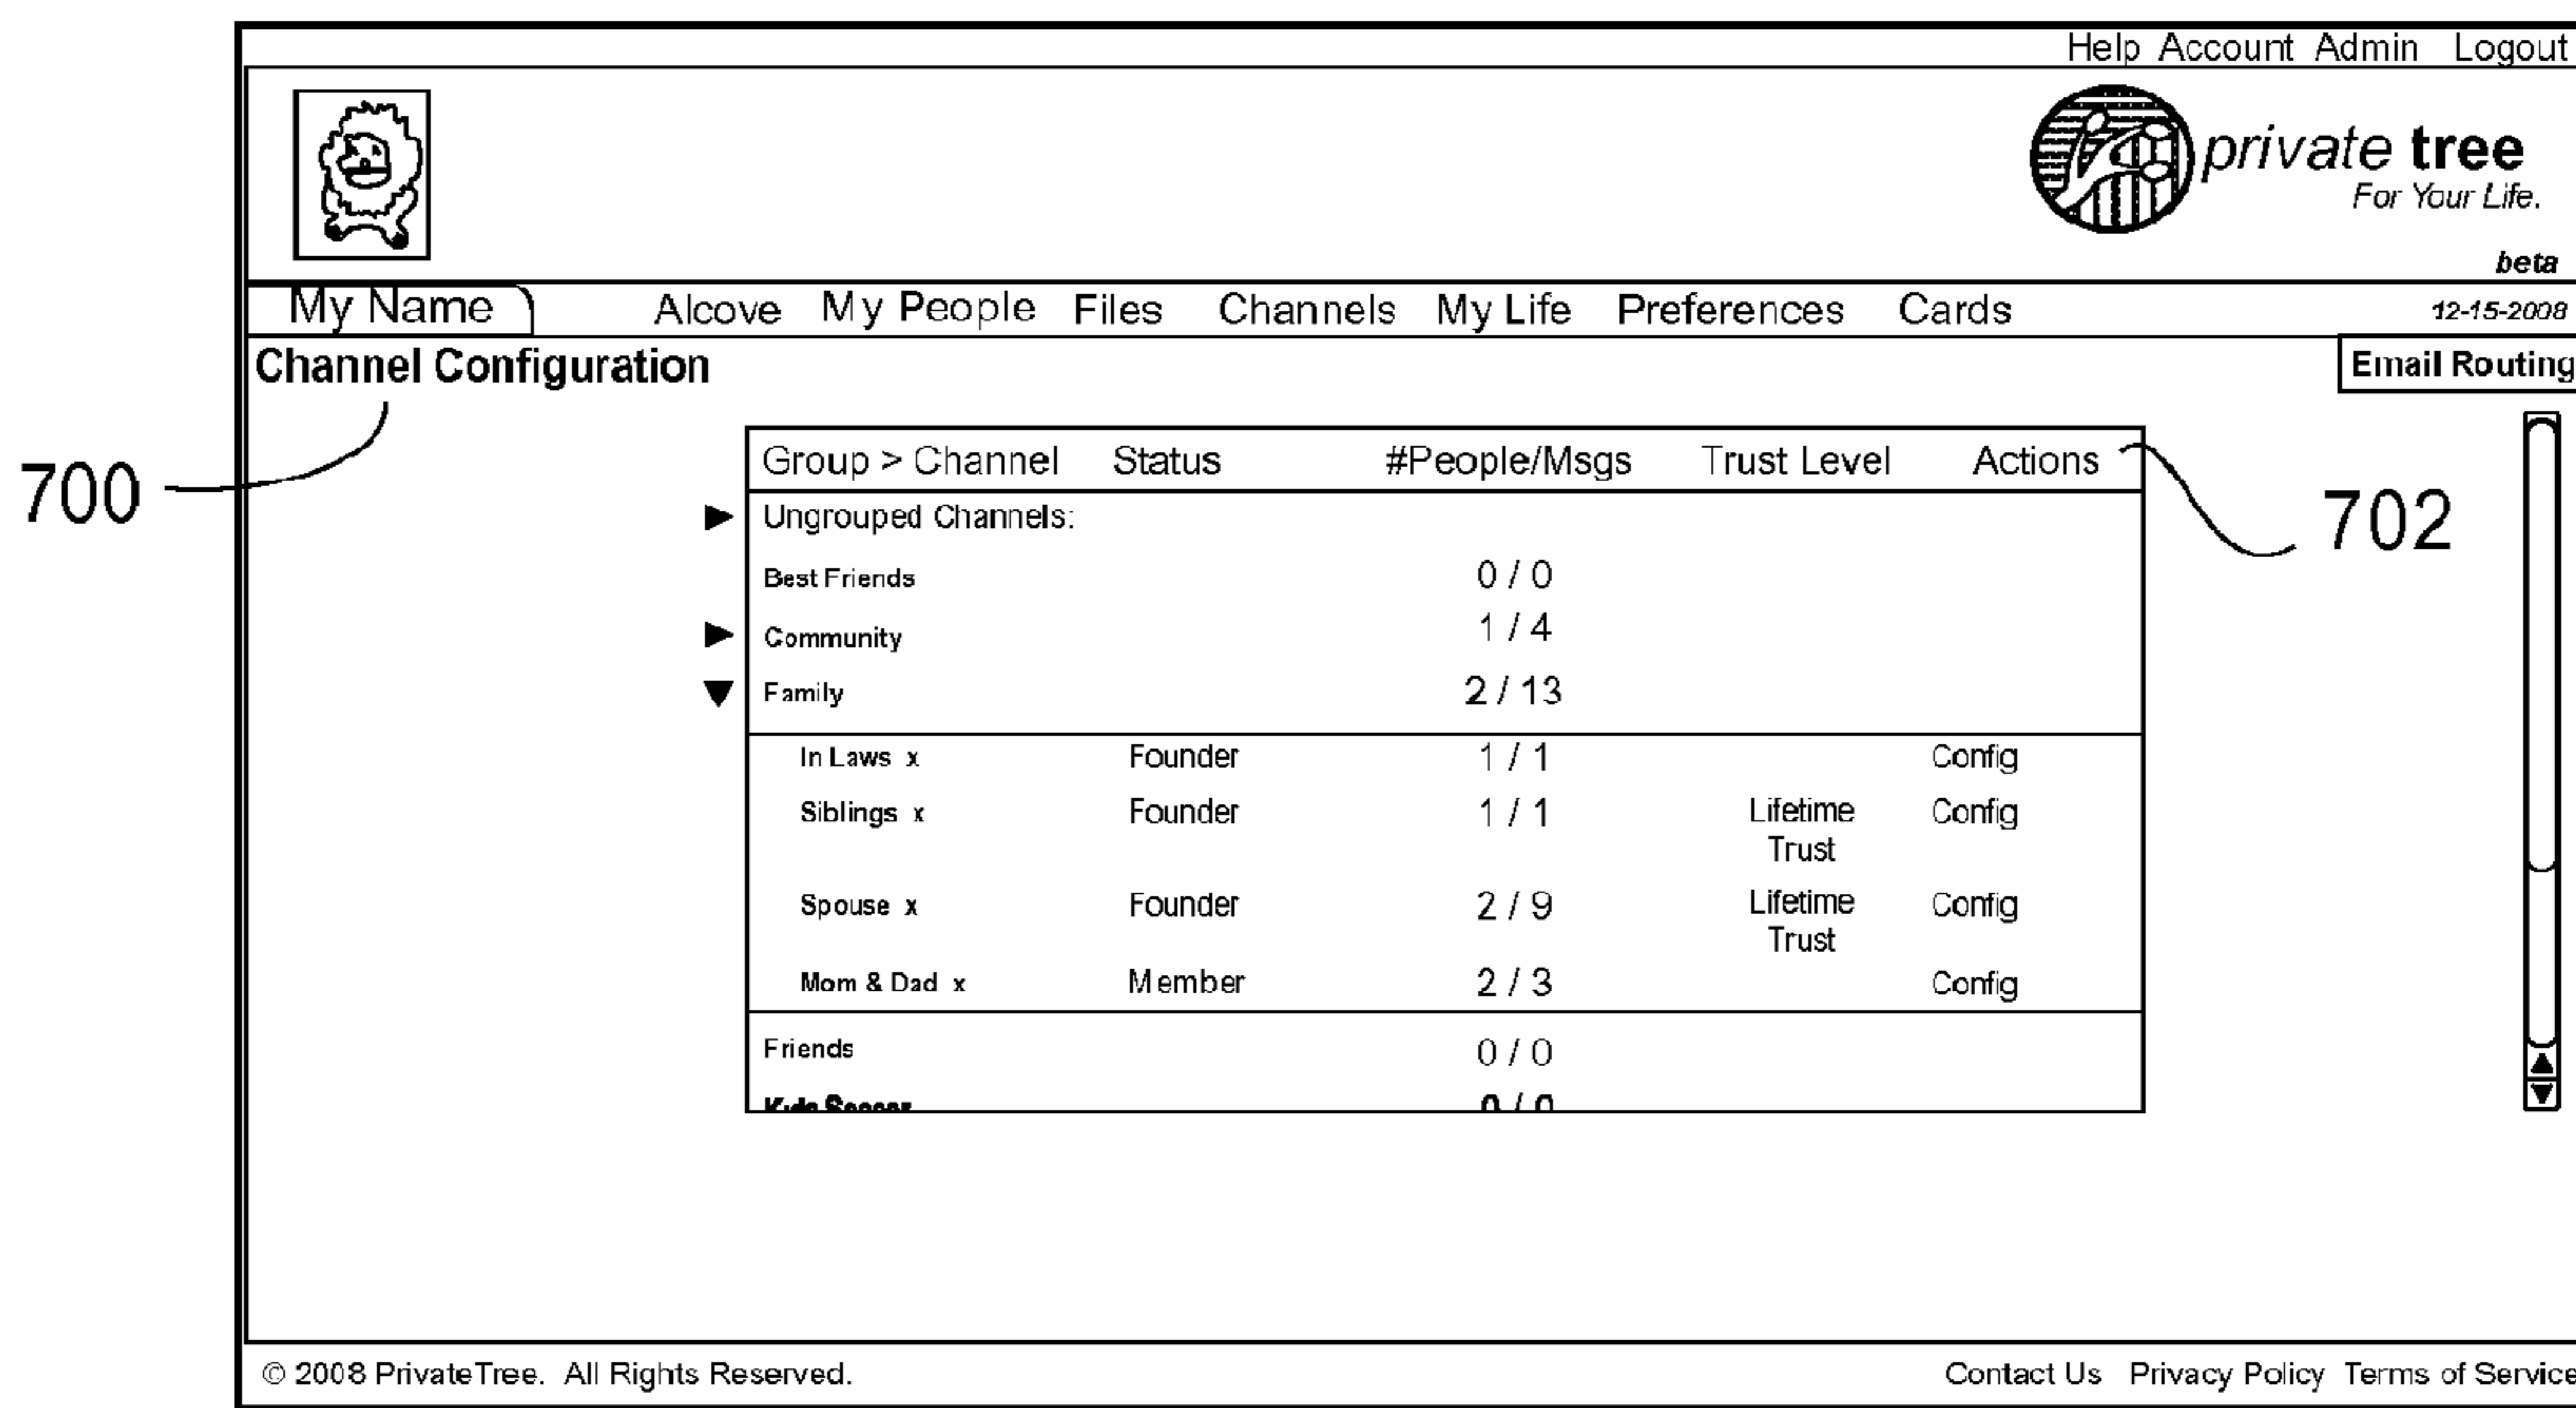 Help Account Admin Logout
private tree
For Your Life.
beta
My Name Alcove My People Files Channels My Life Preferences Cards 12-15-2008
Channel Configuration Email Routing
700
Group > Channel Status #People/Msgs Trust Level Actions
702
Ungrouped Channels:
Best Friends 0 / 0
Community 1 / 4
Family 2 / 13
In Laws x Founder 1 / 1 Config
Siblings x Founder 1 / 1 Lifetime Config
Trust
Spouse x Founder 2 / 9 Lifetime Config
Trust
Mom & Dad x Member 2 / 3 Config
Friends 0 / 0
Kids Soccer 0 / 0
© 2008 PrivateTree. All Rights Reserved. Contact Us Privacy Policy Terms of Service